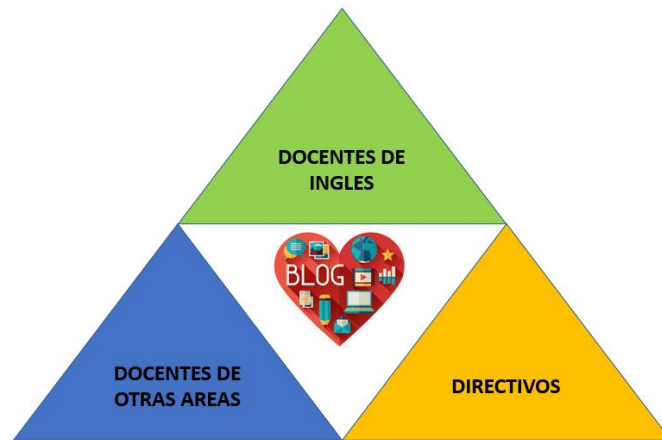 DOCENTES DE
INGLES
BLOG
DOCENTES DE
OTRAS AREAS
DIRECTIVOS